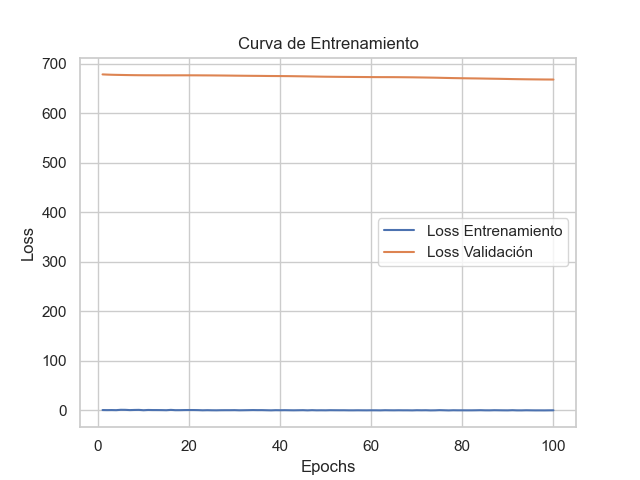 Curva de Entrenamiento
700
600
500
400
300
200
100
0
Loss
Loss Entrenamiento
Loss Validación
0 20 40 60 80 100
Epochs